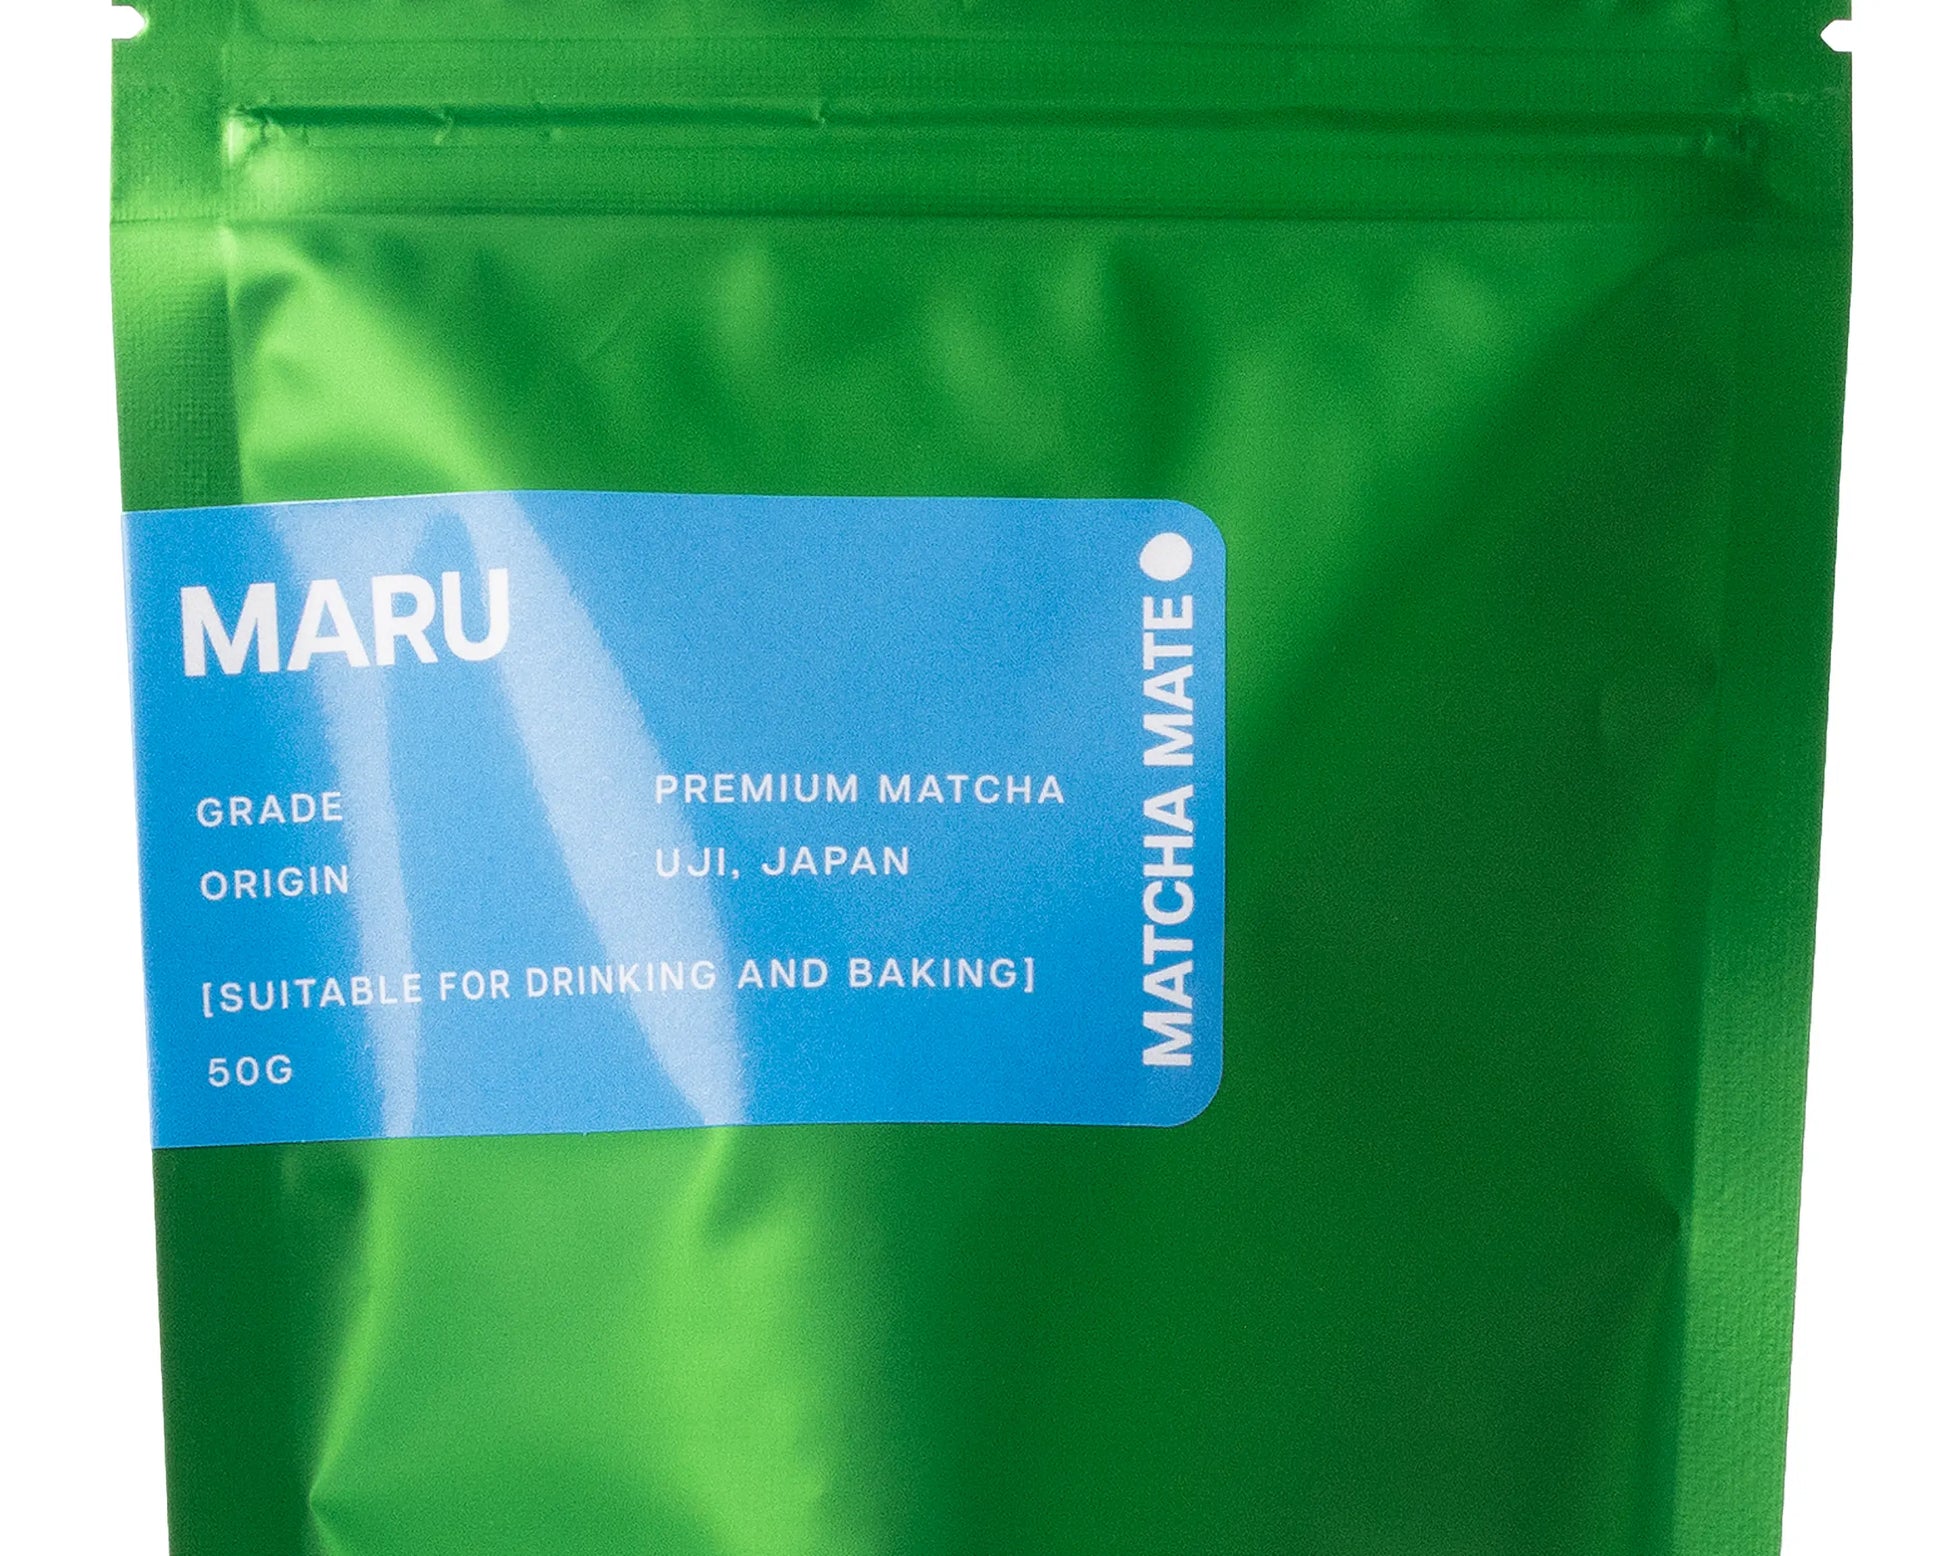 MARU
GRADE PREMIUM MATCHA
ORIGIN UJI, JAPAN
[SUITABLE FOR DRINKING AND BAKING]
50G
MATCHA MATE